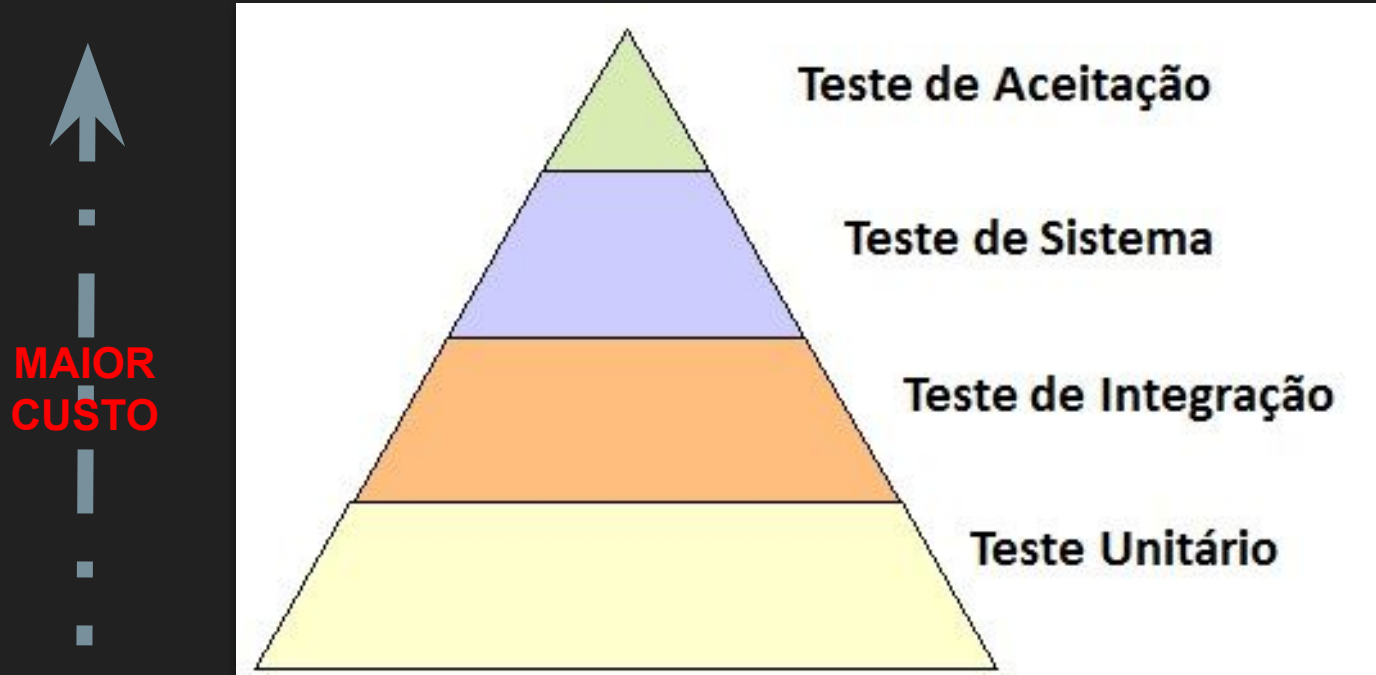 Teste de Aceitação
Teste de Sistema
MAIOR
CUSTO
Teste de Integração
Teste Unitário